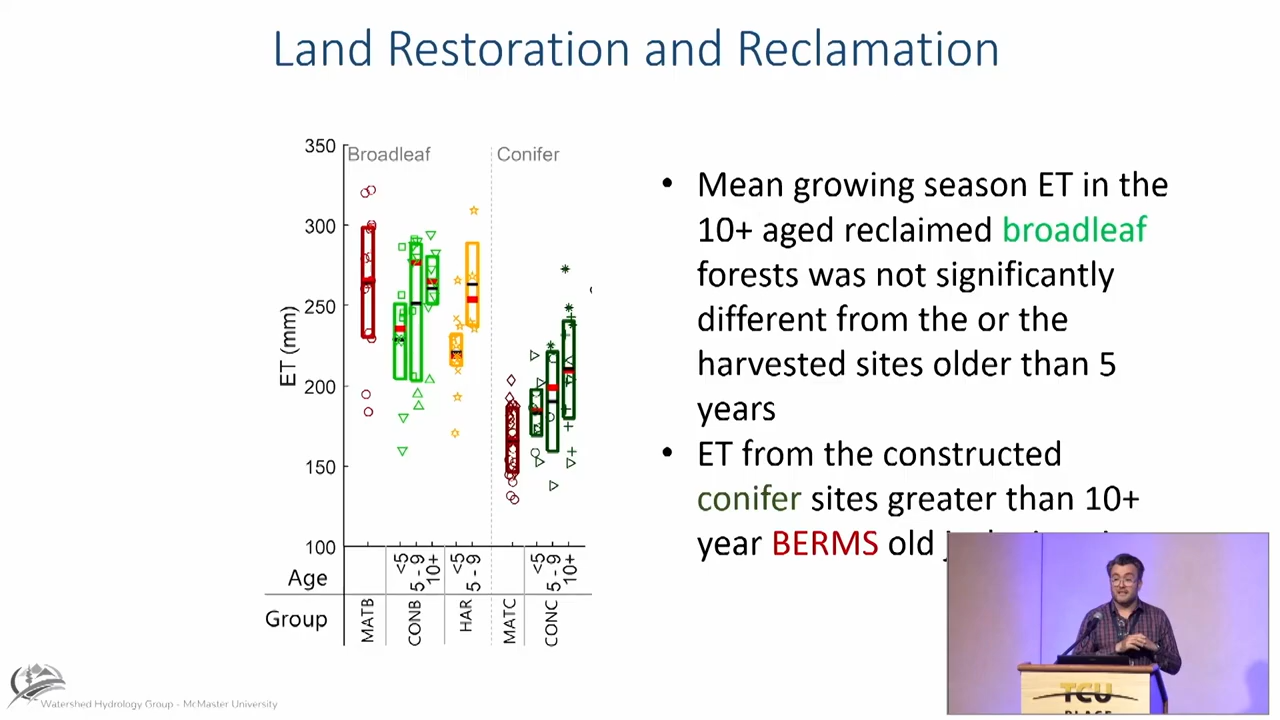 Land Restoration and Reclamation
350
300
250
200
150
100
ET (mm)
Broadleaf
Conifer
Age
<5
5 - 9
10+
<5
5 - 9
<5
5 - 9
10+
Group
MATB
CONB
HAR
MATC
CONC
• Mean growing season ET in the
10+ aged reclaimed broadleaf
forests was not significantly
different from the or the
harvested sites older than 5
years
• ET from the constructed
conifer sites greater than 10+
year BERMS old
Watershed Hydrology Group - McMaster University
TCU
PLACE